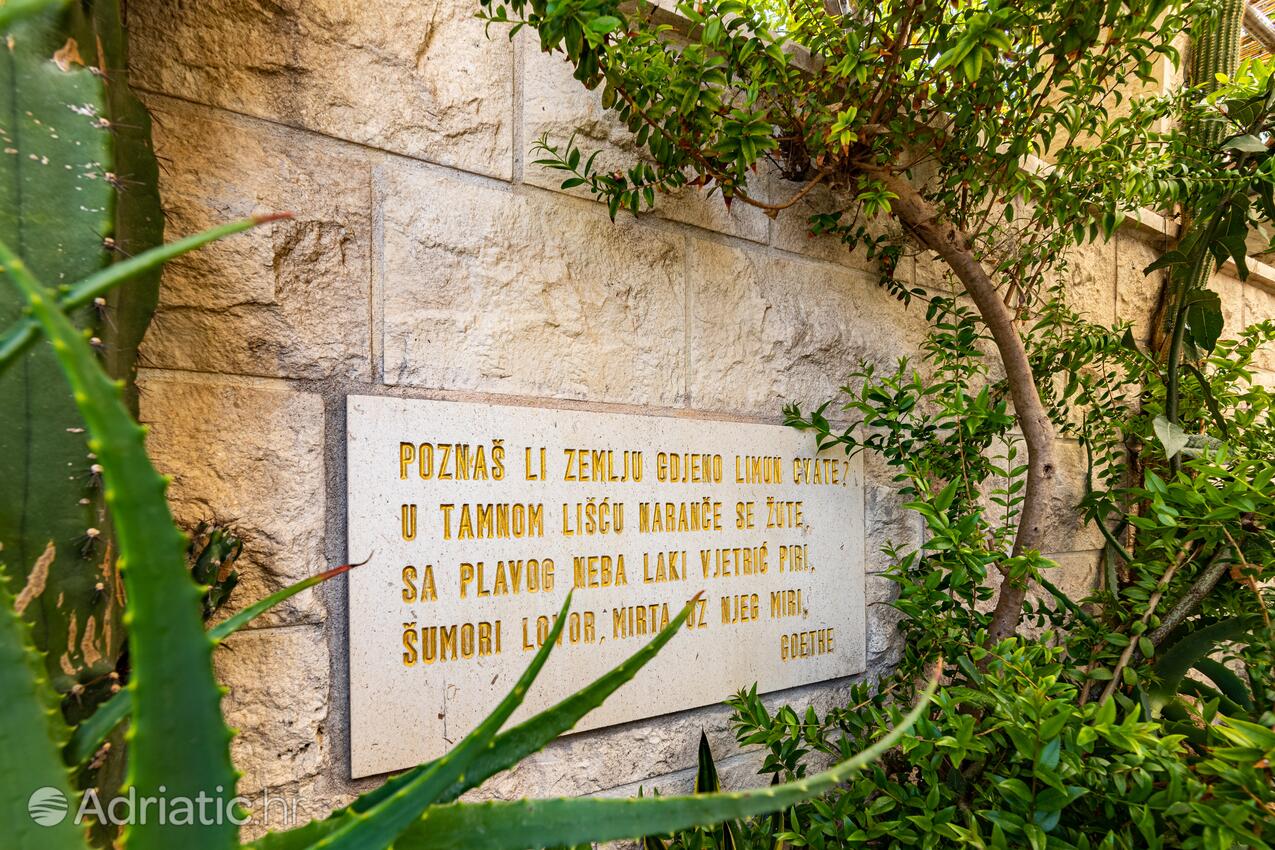 POZNAŠ LI ZEMLJU GDJENO LIMUN CVATE?
U TAMNOM LIŠĆU NARANČE SE ŽUTE,
SA PLAVOG NEBA LAKI VJETRIĆ PIRI,
ŠUMORI LOVOR, MIRTA UZ NJEG MIRI,
GOETHE
Adriatic.hr